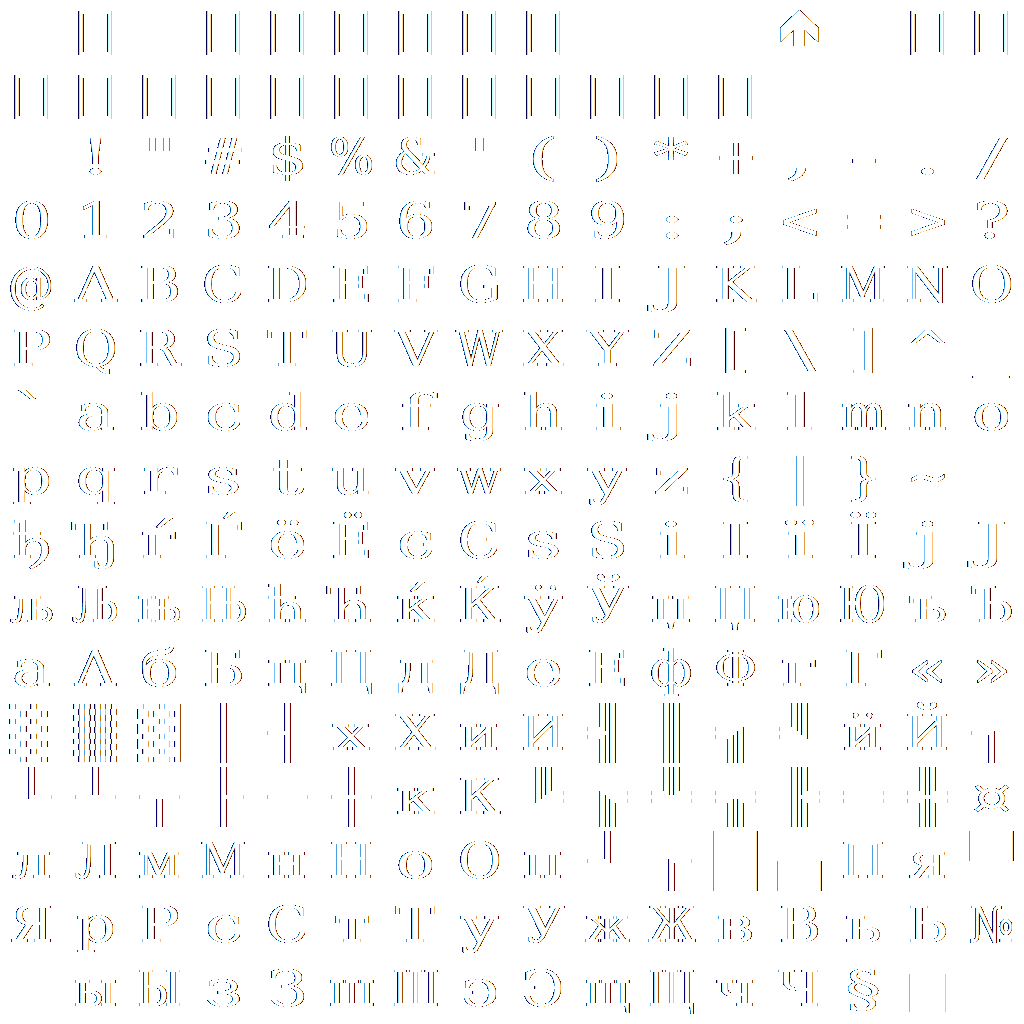 ! " # $ % & ' ( ) * + , - . /
0 1 2 3 4 5 6 7 8 9 : ; < = > ?
@ A B C D E F G H I J K L M N O
P Q R S T U V W X Y Z [ \ ] ^ _
` a b c d e f g h i j k l m n o
p q r s t u v w x y z { | } ~
ђ Ђ ѓ Ѓ ё Ё є Є ѕ Ѕ і І ї Ї ј Ј
љ Љ њ Њ ћ Ћ ќ Ќ ў Ў џ Џ ю Ю ъ Ъ
а А б Б ц Ц д Д е Е ф Ф г Г « »
░ ▒ ▓ │ ┤ х Х и И ╣ ║ ╗ ╝ й Й ┐
└ ┴ ┬ ├ ─ ┼ к К ╚ ╔ ╩ ╦ ╠ ═ ╬ ¤
л Л м М н Н о О п ┘ ┌ █ ▄ П я ▀
Я р Р с С т Т у У ж Ж в В ь Ь №
ы Ы з З ш Ш э Э щ Щ ч Ч § ■